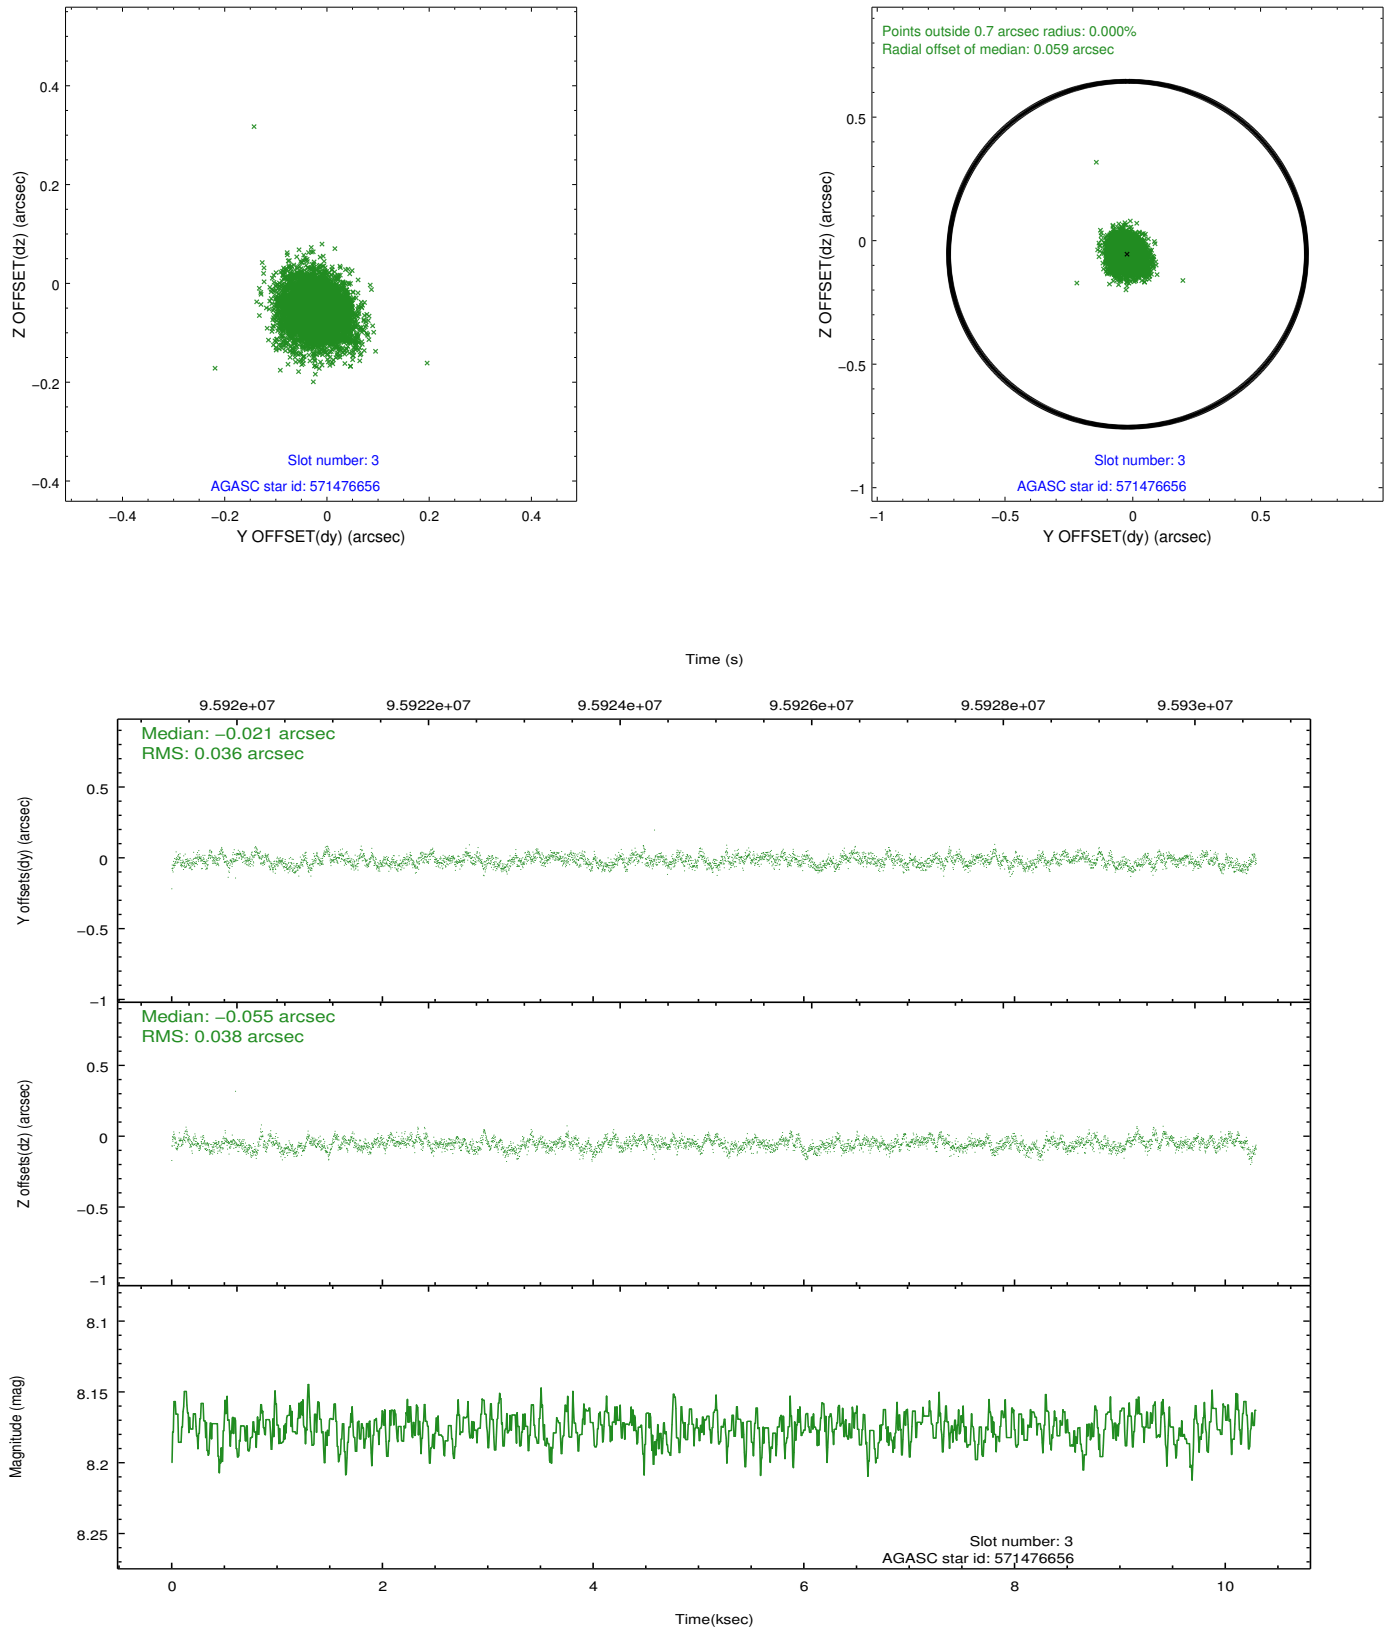 0.4
0.2
0
−0.2
−0.4
Z OFFSET(dz) (arcsec)
Slot number: 3
AGASC star id: 571476656
−0.4 −0.2 0 0.2 0.4
Y OFFSET(dy) (arcsec)
Points outside 0.7 arcsec radius: 0.000%
Radial offset of median: 0.059 arcsec
0.5
0
−0.5
−1
Z OFFSET(dz) (arcsec)
Slot number: 3
AGASC star id: 571476656
−1 −0.5 0 0.5
Y OFFSET(dy) (arcsec)
Time (s)
9.592e+07 9.5922e+07 9.5924e+07 9.5926e+07 9.5928e+07 9.593e+07
Median: −0.021 arcsec
RMS: 0.036 arcsec
0.5
0
−0.5
−1
Y offsets(dy) (arcsec)
Median: −0.055 arcsec
RMS: 0.038 arcsec
0.5
0
−0.5
−1
Z offsets(dz) (arcsec)
8.1
8.15
8.2
8.25
Magnitude (mag)
Slot number: 3
AGASC star id: 571476656
0 2 4 6 8 10
Time(ksec)